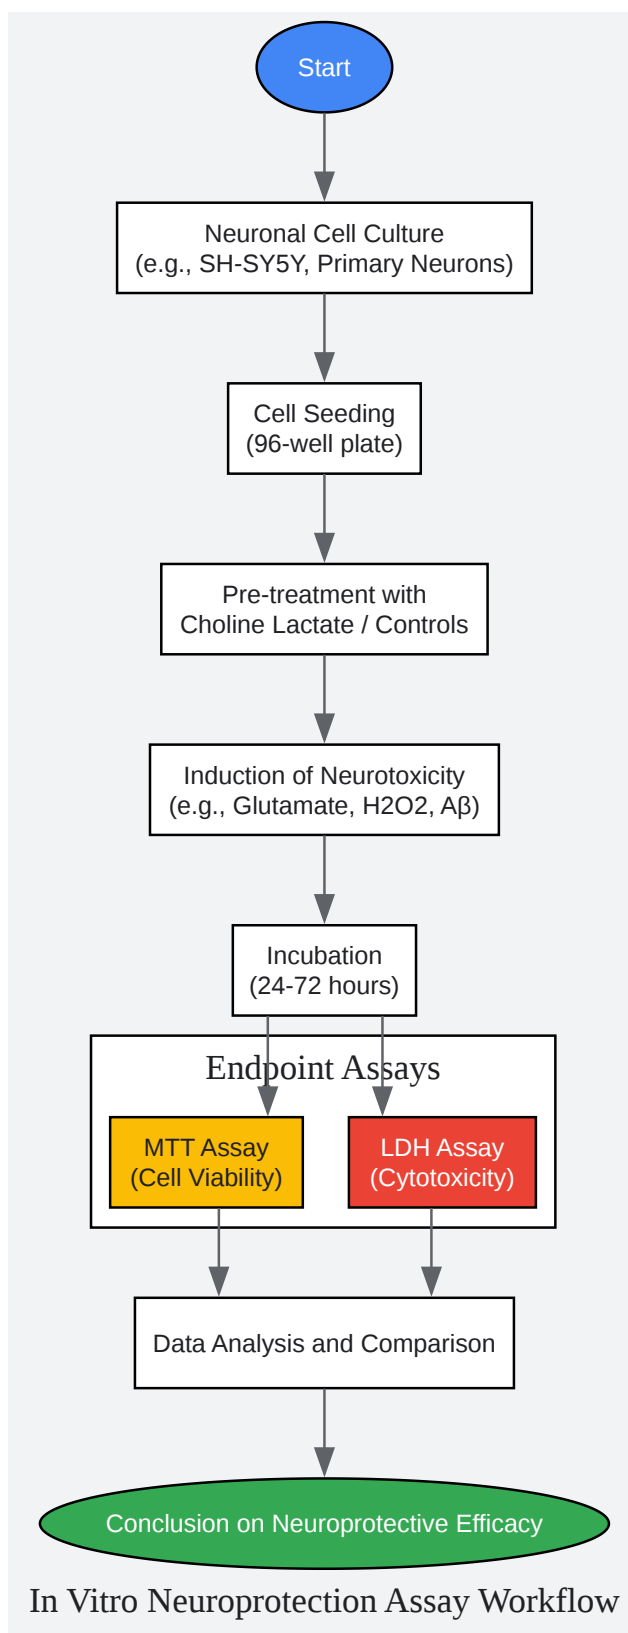 Start
Neuronal Cell Culture
(e.g., SH-SY5Y, Primary Neurons)
Cell Seeding
(96-well plate)
Pre-treatment with
Choline Lactate / Controls
Induction of Neurotoxicity
(e.g., Glutamate, H2O2, Aβ)
Incubation
(24-72 hours)
Endpoint Assays
MTT Assay
(Cell Viability)
LDH Assay
(Cytotoxicity)
Data Analysis and Comparison
Conclusion on Neuroprotective Efficacy
In Vitro Neuroprotection Assay Workflow